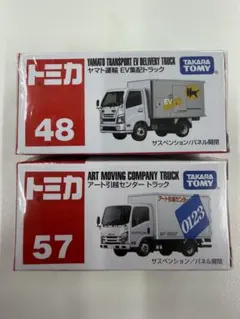 トミカ
YAMATO TRANSPORT EV DELIVERY TRUCK
ヤマト運輸 EV集配トラック
TAKARA TOMY
48
サスペンション/パネル開閉
トミカ
ART MOVING COMPANY TRUCK
アート引越センター トラック
TAKARA TOMY
57
アート引越センター
0123
サスペンション/パネル開閉